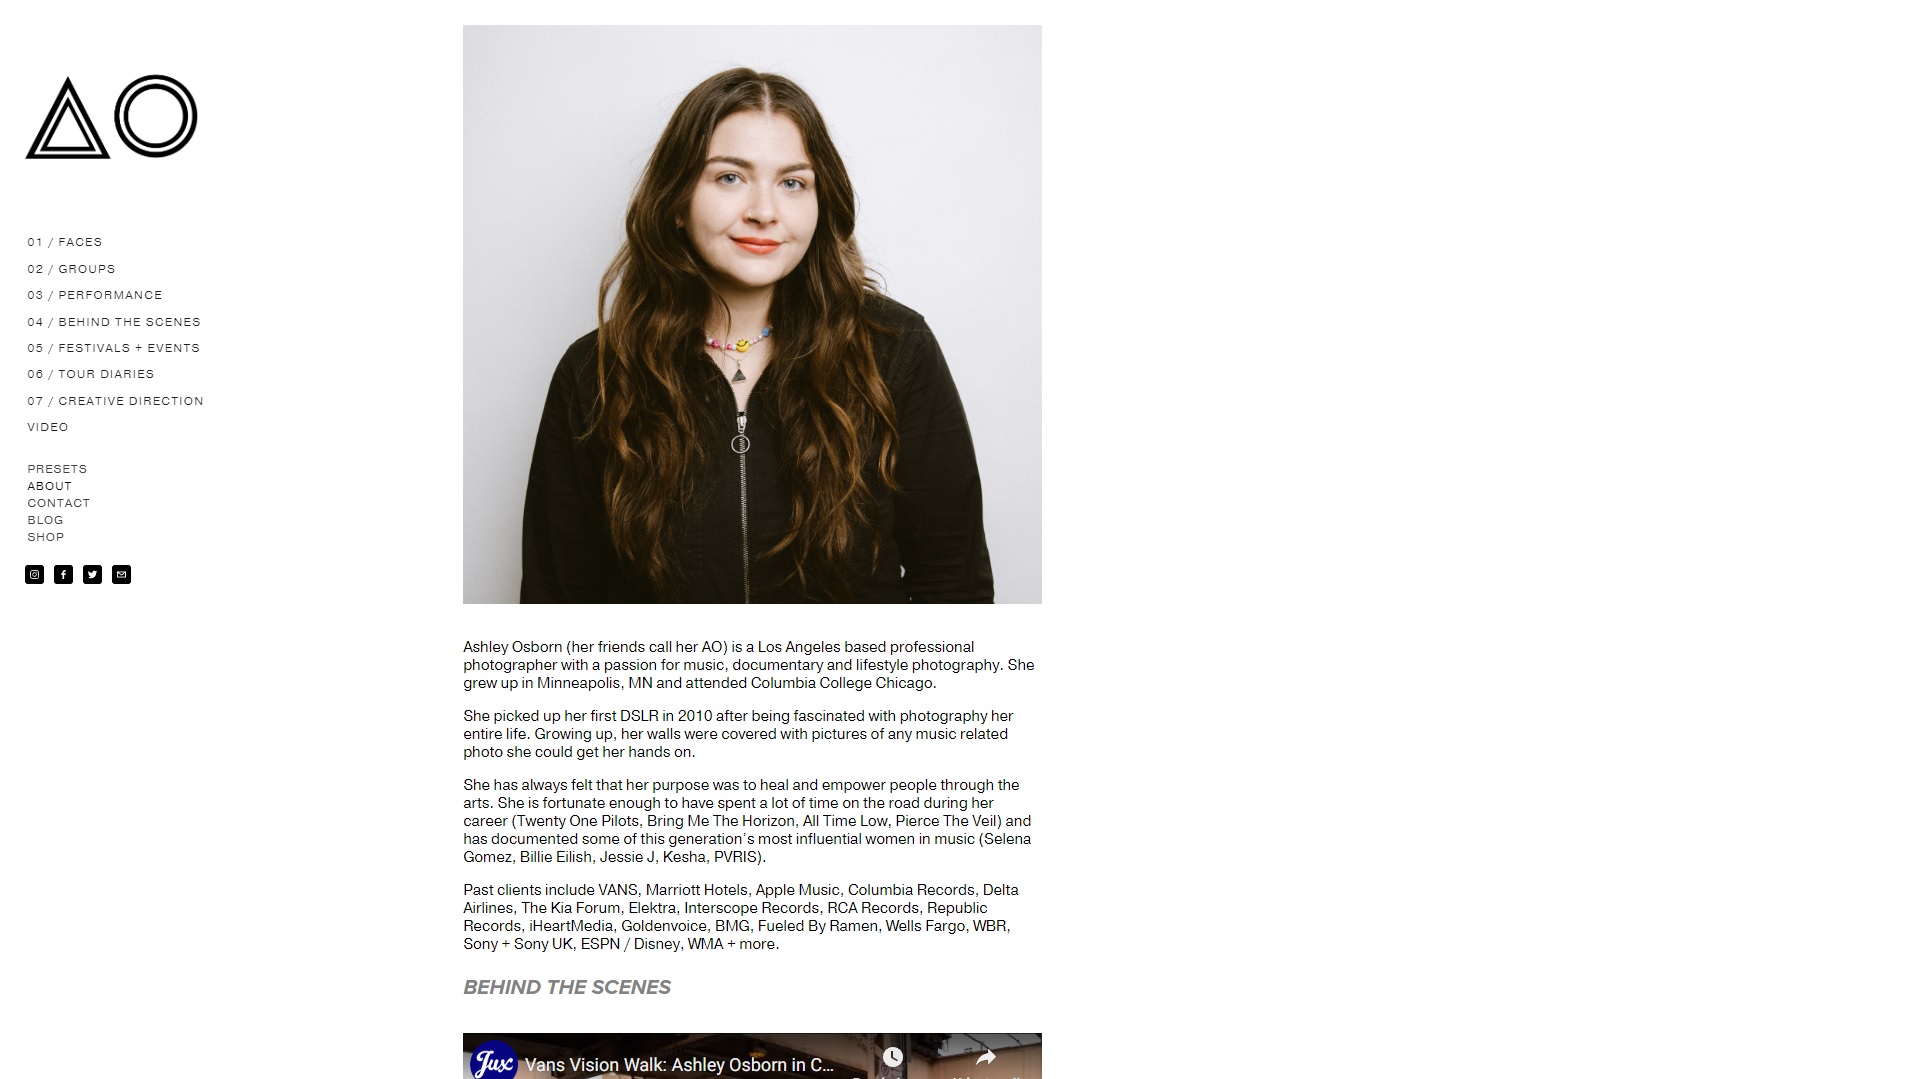 01 / FACES
02 / GROUPS
03 / PERFORMANCE
04 / BEHIND THE SCENES
05 / FESTIVALS + EVENTS
06 / TOUR DIARIES
07 / CREATIVE DIRECTION
VIDEO
PRESETS
ABOUT
CONTACT
BLOG
SHOP
Ashley Osborn (her friends call her AO) is a Los Angeles based professional
photographer with a passion for music, documentary and lifestyle photography. She
grew up in Minneapolis, MN and attended Columbia College Chicago.
She picked up her first DSLR in 2010 after being fascinated with photography her
entire life. Growing up, her walls were covered with pictures of any music related
photo she could get her hands on.
She has always felt that her purpose was to heal and empower people through the
arts. She is fortunate enough to have spent a lot of time on the road during her
career (Twenty One Pilots, Bring Me The Horizon, All Time Low, Pierce The Veil) and
has documented some of this generation's most influential women in music (Selena
Gomez, Billie Eilish, Jessie J, Kesha, PVRIS).
Past clients include VANS, Marriott Hotels, Apple Music, Columbia Records, Delta
Airlines, The Kia Forum, Elektra, Interscope Records, RCA Records, Republic
Records, iHeartMedia, Goldenvoice, BMG, Fueled By Ramen, Wells Fargo, WBR,
Sony + Sony UK, ESPN / Disney, WMA + more.
BEHIND THE SCENES
Jux Vans Vision Walk: Ashley Osborn in C...